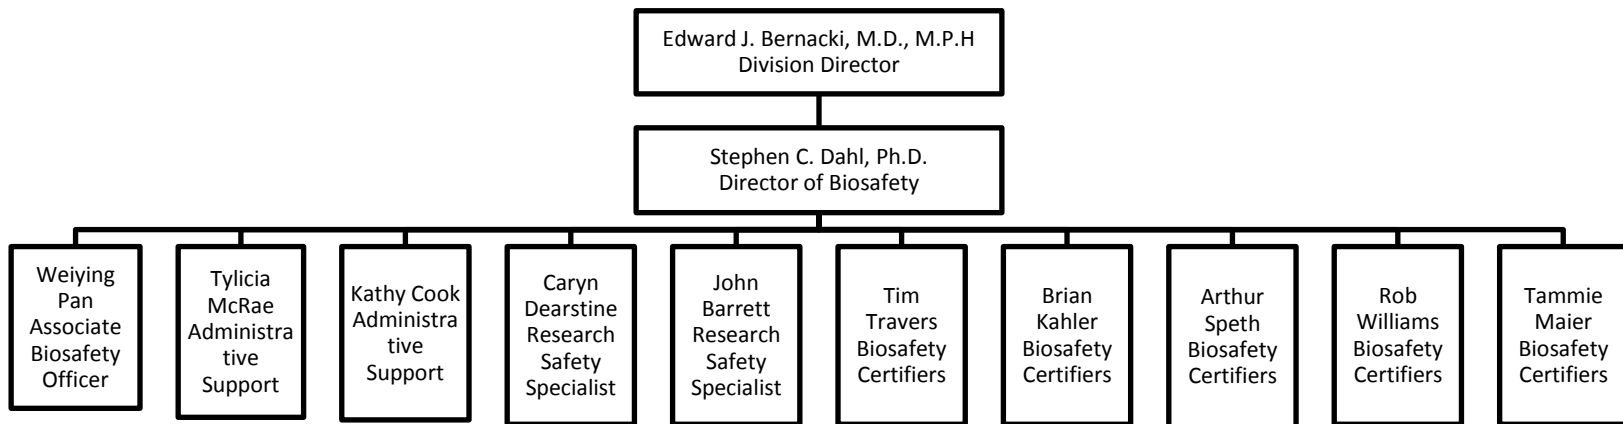 Edward J. Bernacki, M.D., M.P.H
Division Director
Stephen C. Dahl, Ph.D.
Director of Biosafety
Weiying
Pan
Associate
Biosafety
Officer
Tylicia
McRae
Administra
tive
Support
Kathy Cook
Administra
tive
Support
Caryn
Dearstine
Research
Safety
Specialist
John
Barrett
Research
Safety
Specialist
Tim
Travers
Biosafety
Certifiers
Brian
Kahler
Biosafety
Certifiers
Arthur
Speth
Biosafety
Certifiers
Rob
Williams
Biosafety
Certifiers
Tammie
Maier
Biosafety
Certifiers